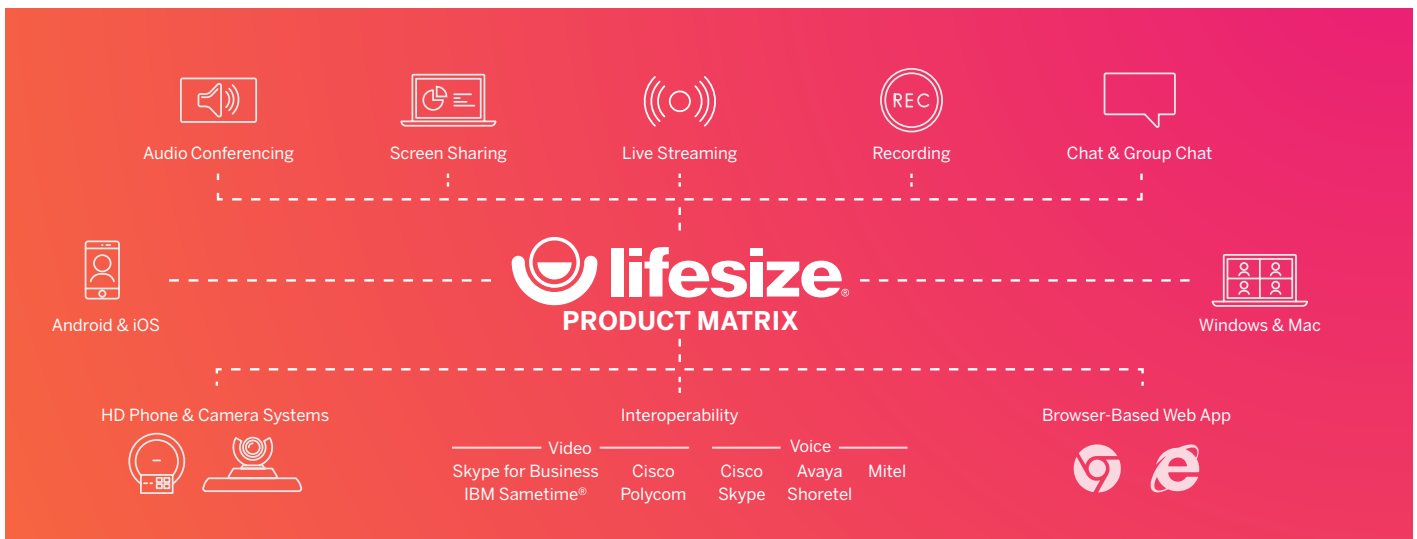 REC
Audio Conferencing
Screen Sharing
Live Streaming
Recording
Chat & Group Chat
lifesize®
PRODUCT MATRIX
Android & iOS
Windows & Mac
HD Phone & Camera Systems
Interoperability
Browser-Based Web App
Video
Skype for Business Cisco
IBM Sametime® Polycom
Voice
Cisco Avaya Mitel
Skype Shoretel